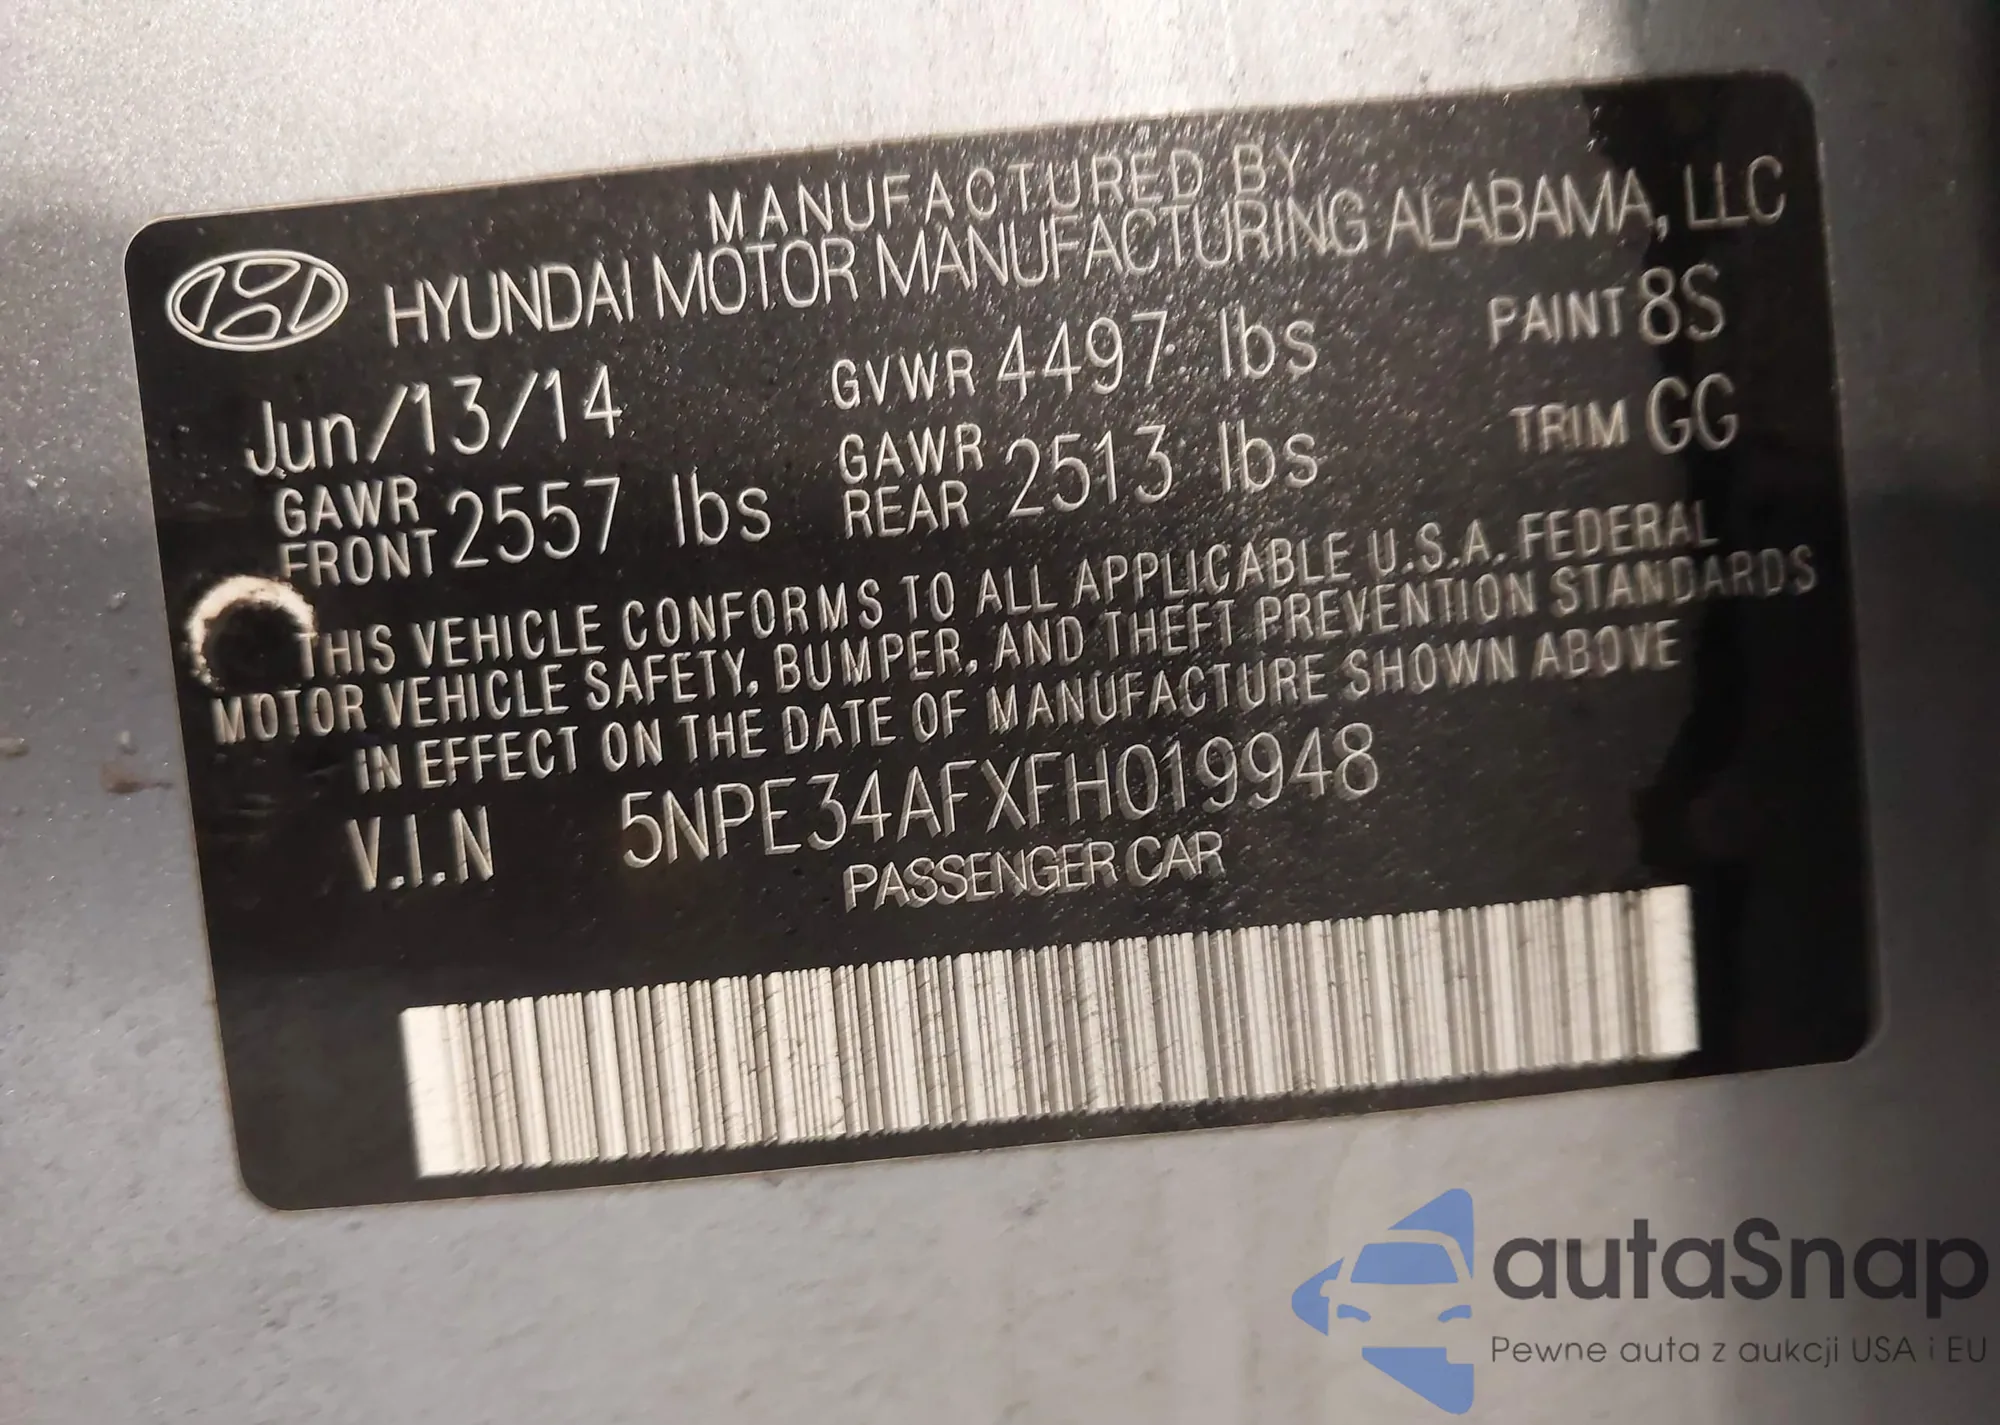 MANUFACTURED BY
HYUNDAI MOTOR MANUFACTURING ALABAMA, LLC
Jun/13/14 GVWR 4497 lbs PAINT 8S
GAWR FRONT 2557 lbs GAWR REAR 2513 lbs TRIM GG
THIS VEHICLE CONFORMS TO ALL APPLICABLE U.S.A. FEDERAL
MOTOR VEHICLE SAFETY, BUMPER, AND THEFT PREVENTION STANDARDS
IN EFFECT ON THE DATE OF MANUFACTURE SHOWN ABOVE
V.I.N 5NPE34AFXFH019948
PASSENGER CAR
autaSnap
Pewne auta z aukcji USA i EU